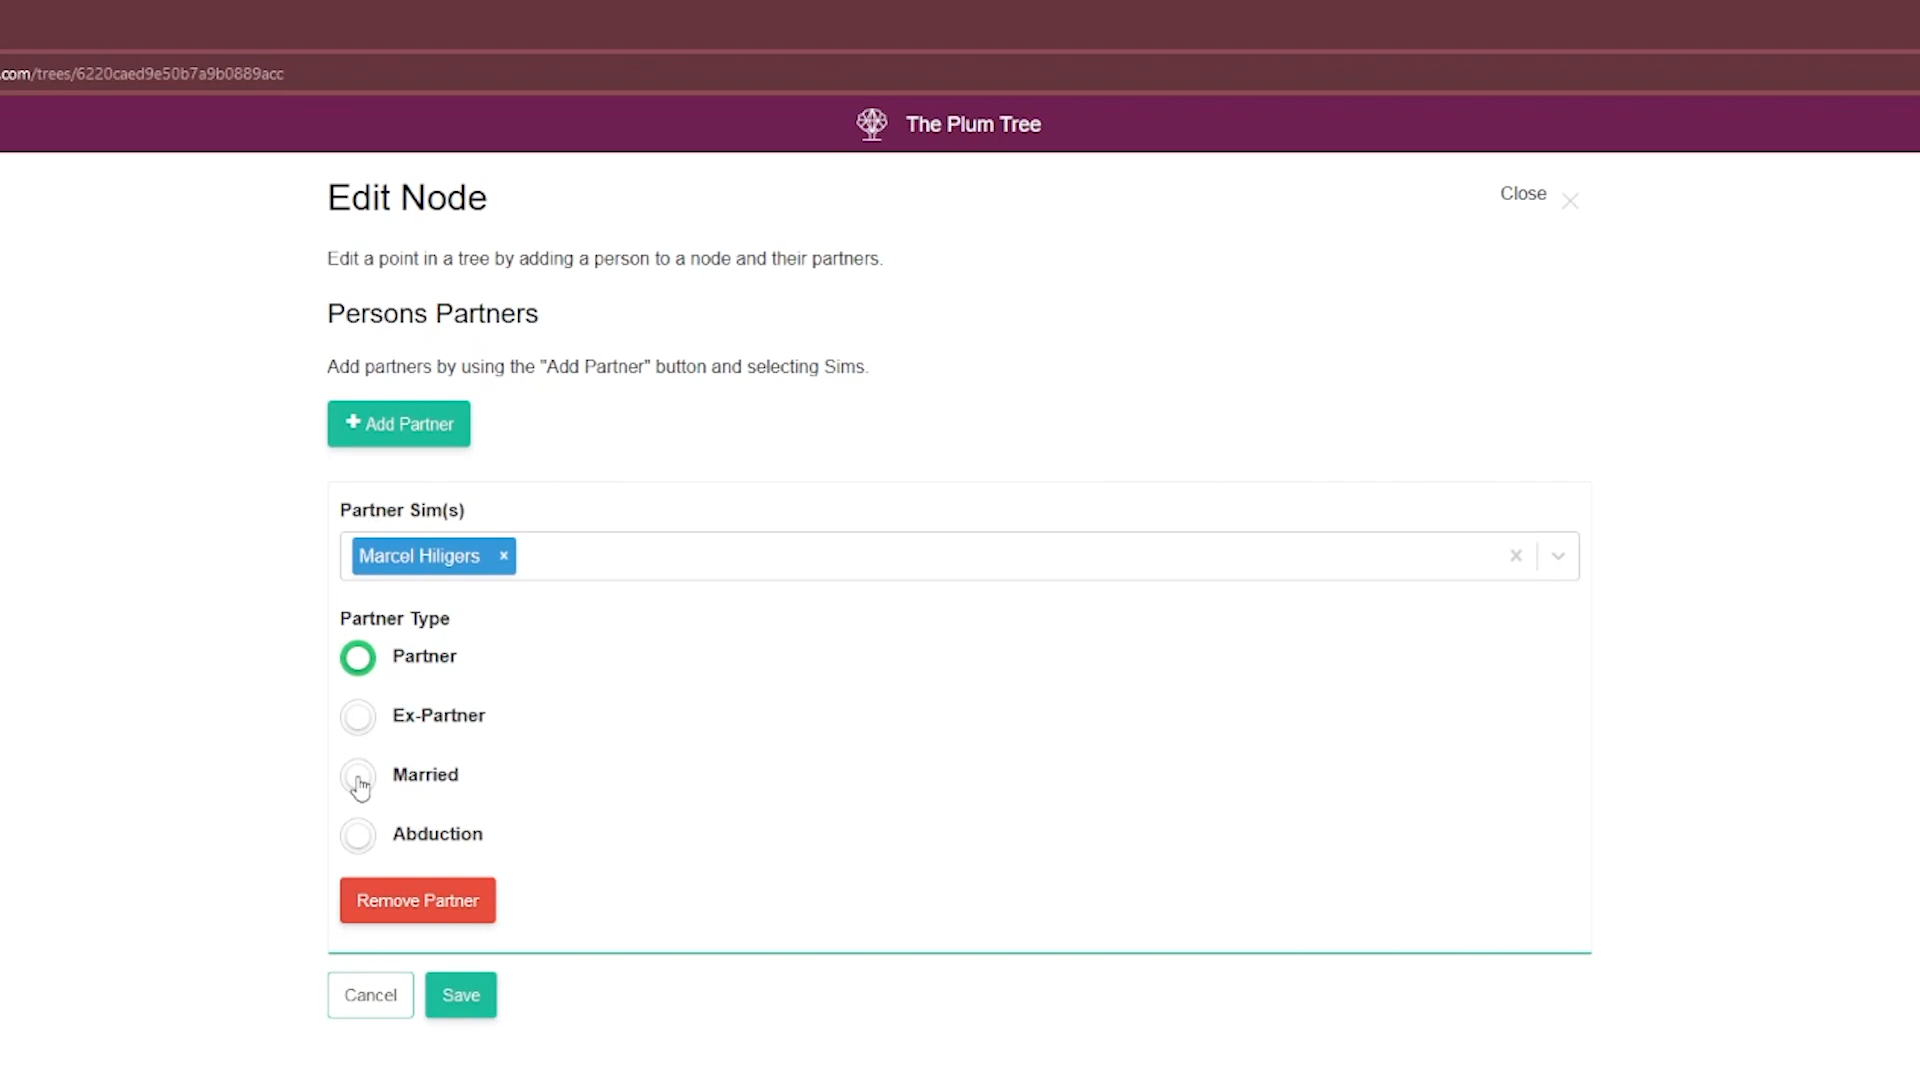 .com/trees/6220caed9e50b7a9b0889acc
The Plum Tree
Edit Node
Close
Edit a point in a tree by adding a person to a node and their partners.
Persons Partners
Add partners by using the "Add Partner" button and selecting Sims.
Add Partner
Partner Sim(s)
Marcel Hiligers
Partner Type
Partner
Ex-Partner
Married
Abduction
Remove Partner
Cancel Save